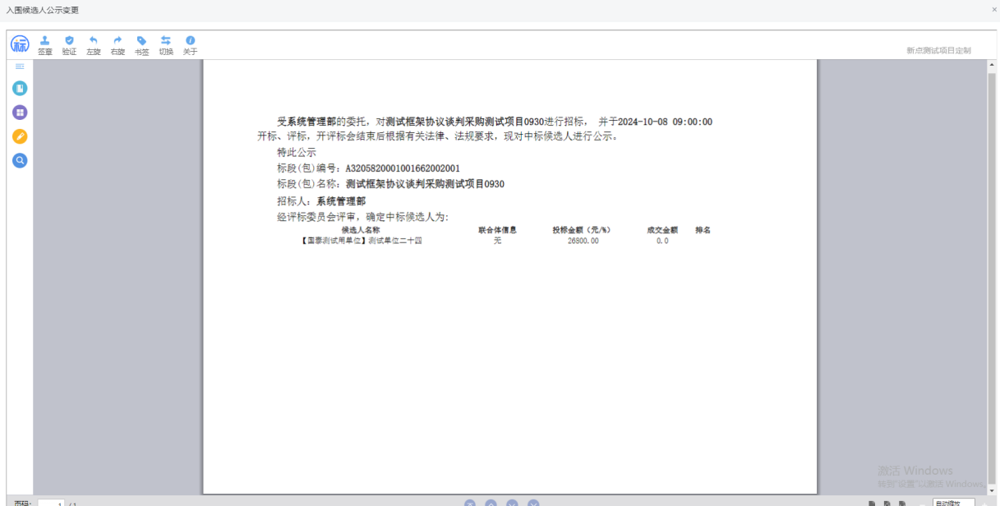 入围候选人公示变更
×
标
签章 验证 左旋 右旋 书签 切换 关于
新点测试项目定制
受系统管理部的委托，对测试框架协议谈判采购测试项目0930进行招标， 并于2024-10-08 09:00:00
开标、评标，开评标会结束后根据有关法律、法规要求，现对中标候选人进行公示。
特此公示
标段(包)编号：A3205820001001662002001
标段(包)名称：测试框架协议谈判采购测试项目0930
招标人：系统管理部
经评标委员会评审，确定中标候选人为:
候选人名称 联合体信息 投标金额（元/%） 成交金额 排名
【国泰测试用单位】测试单位二十四 无 26800.00 0.0
激活 Windows
转到"设置"以激活 Windows。
页码: 1 / 1 自动缩放